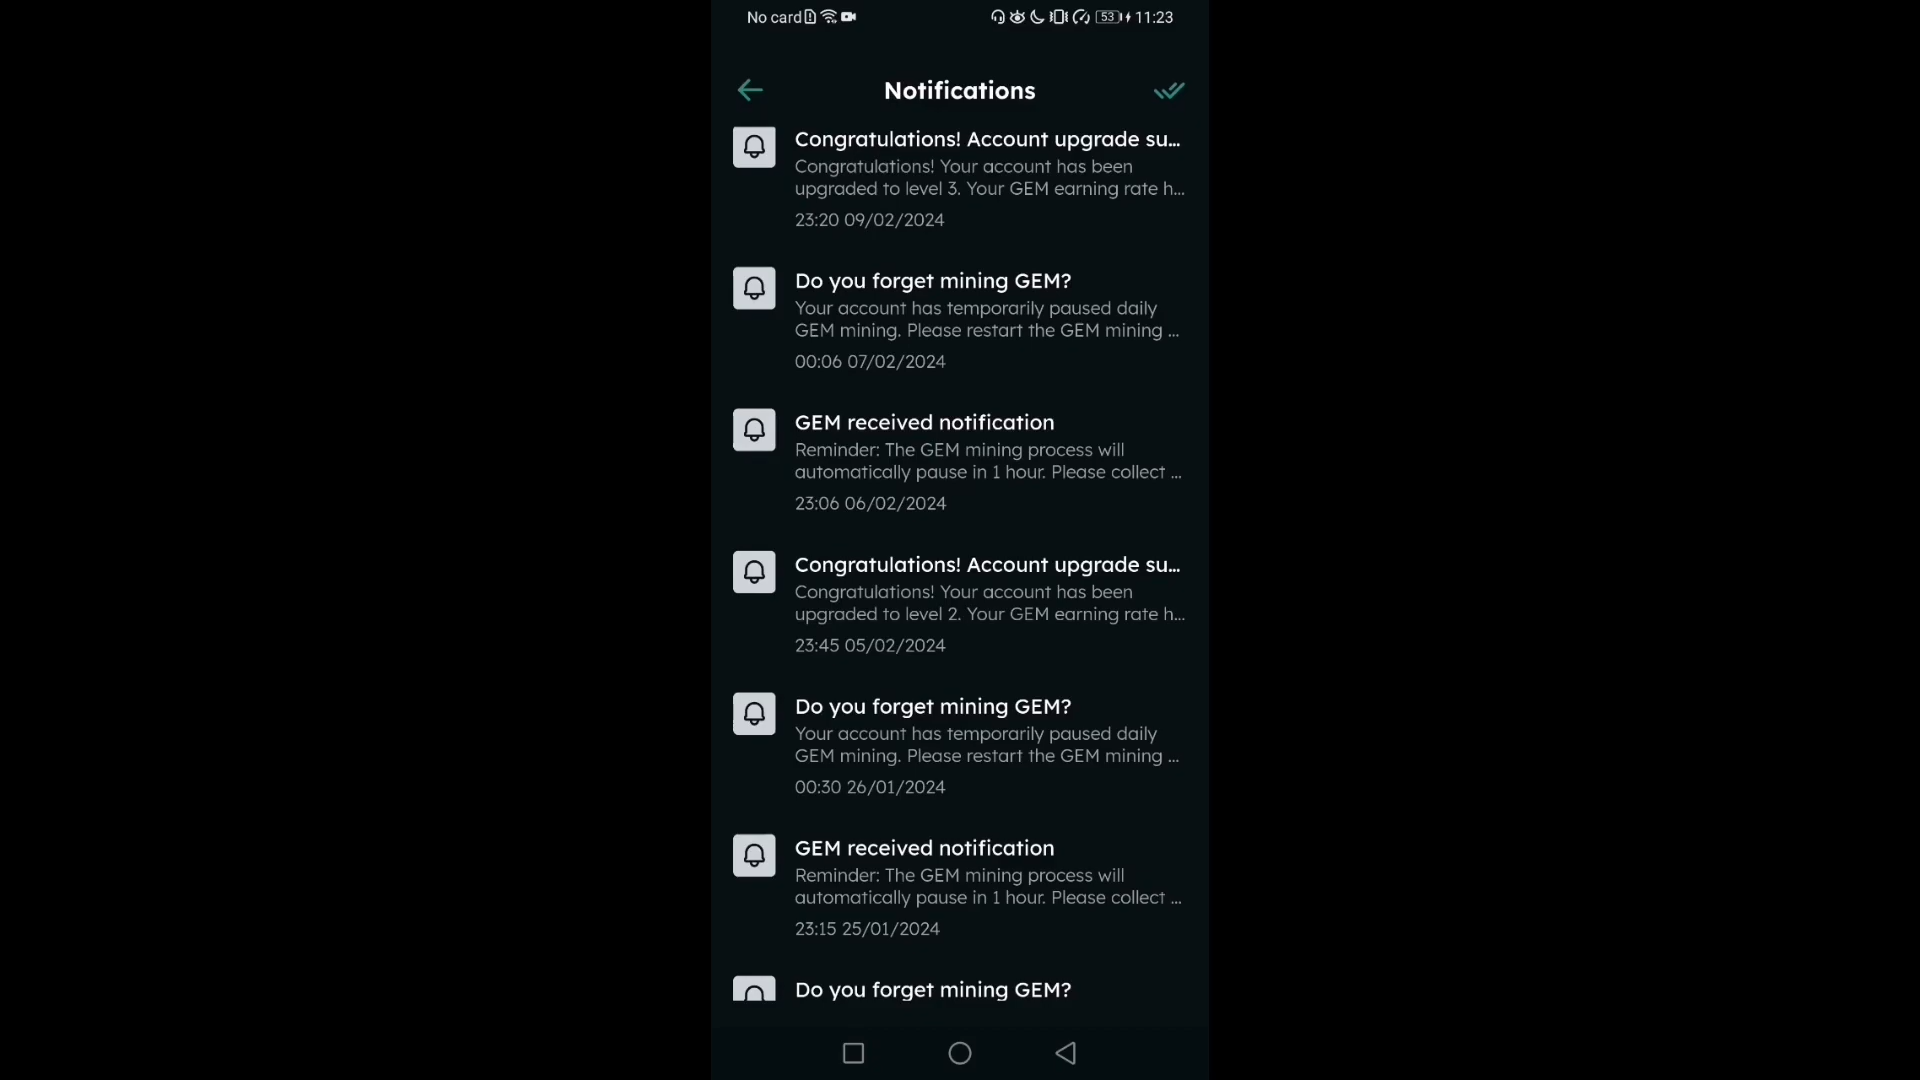 No card 53 11:23
Notifications
Congratulations! Account upgrade su...
Congratulations! Your account has been
upgraded to level 3. Your GEM earning rate h...
23:20 09/02/2024
Do you forget mining GEM?
Your account has temporarily paused daily
GEM mining. Please restart the GEM mining ...
00:06 07/02/2024
GEM received notification
Reminder: The GEM mining process will
automatically pause in 1 hour. Please collect ...
23:06 06/02/2024
Congratulations! Account upgrade su...
Congratulations! Your account has been
upgraded to level 2. Your GEM earning rate h...
23:45 05/02/2024
Do you forget mining GEM?
Your account has temporarily paused daily
GEM mining. Please restart the GEM mining ...
00:30 26/01/2024
GEM received notification
Reminder: The GEM mining process will
automatically pause in 1 hour. Please collect ...
23:15 25/01/2024
Do you forget mining GEM?